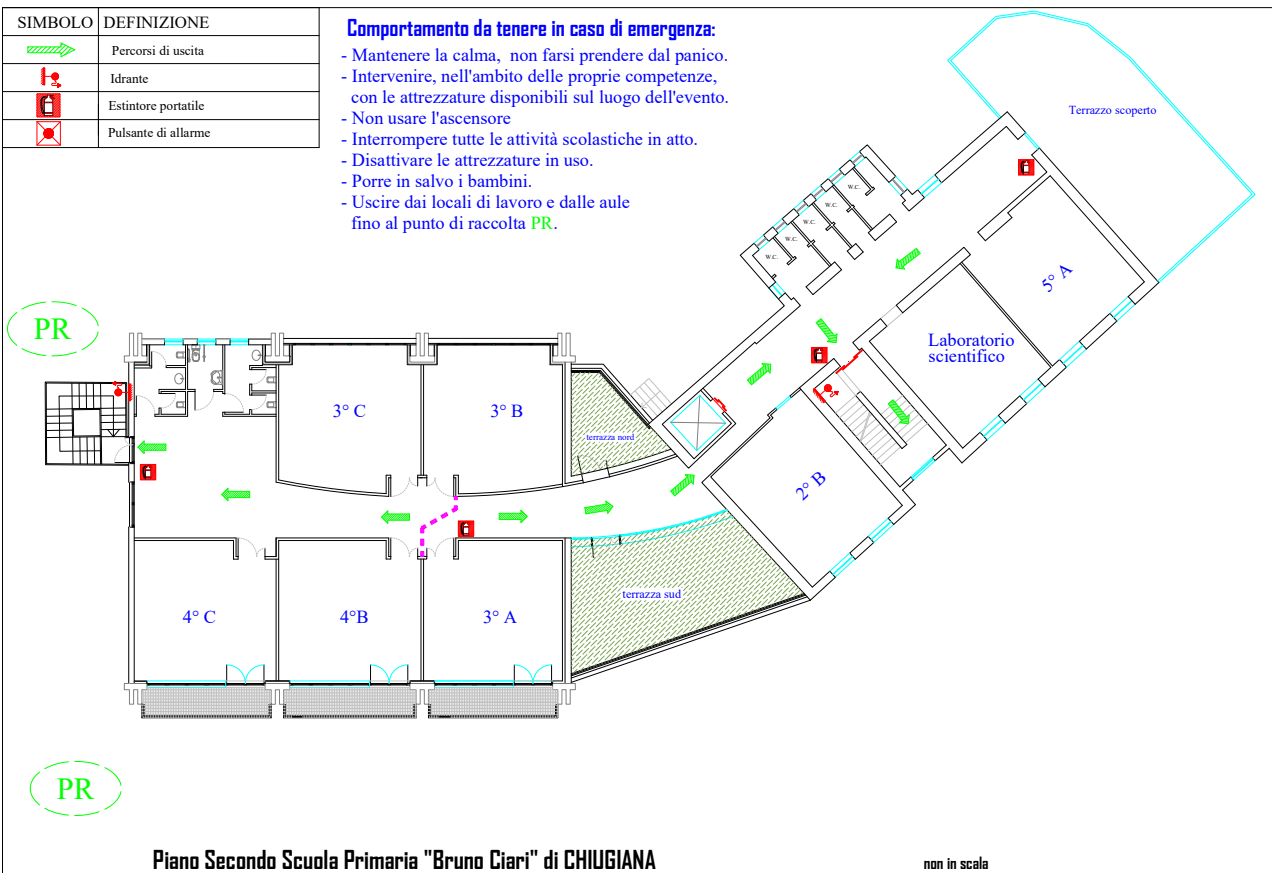 SIMBOLO DEFINIZIONE
Percorsi di uscita
Idrante
Estintore portatile
Pulsante di allarme
Comportamento da tenere in caso di emergenza:
- Mantenere la calma, non farsi prendere dal panico.
- Intervenire, nell'ambito delle proprie competenze,
con le attrezzature disponibili sul luogo dell'evento.
- Non usare l'ascensore
- Interrompere tutte le attività scolastiche in atto.
- Disattivare le attrezzature in uso.
- Porre in salvo i bambini.
- Uscire dai locali di lavoro e dalle aule
fino al punto di raccolta PR.
Terrazzo scoperto
W.C.
W.C.
W.C.
W.C.
5° A
Laboratorio
scientifico
PR
3° C
3° B
terrazza nord
2° B
4° C
4°B
3° A
terrazza sud
PR
Piano Secondo Scuola Primaria "Bruno Ciari" di CHIUGIANA
non in scala